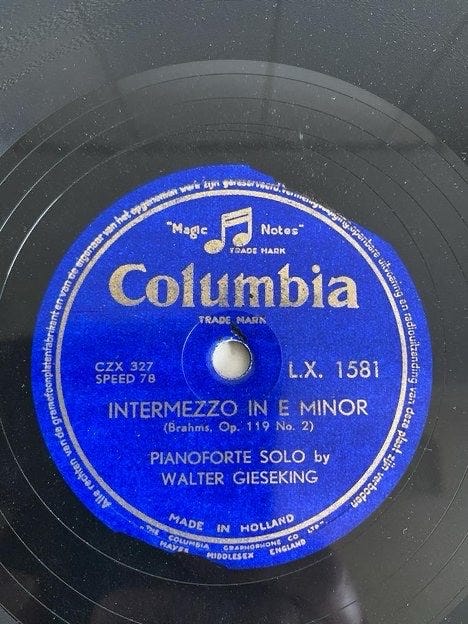 Alle rechten van de gramofoonplatenfabrikant en van de eigenaar van het opgenomen werk zijn gereserveerd. Vermenigvuldiging, openbare uitvoering en radiouitzending van deze plaat zijn verboden
"Magic Notes"
TRADE MARK
Columbia
TRADE MARK
CZX 327
SPEED 78
L.X. 1581
INTERMEZZO IN E MINOR
(Brahms, Op. 119 No. 2)
PIANOFORTE SOLO by
WALTER GIESEKING
MADE IN HOLLAND
THE COLUMBIA GRAPHOPHONE CO LTD
HAYES MIDDLESEX ENGLAND